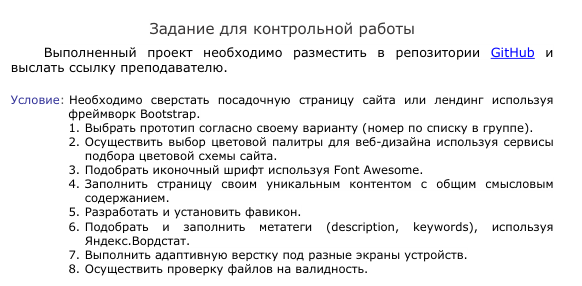 Задание для контрольной работы
Выполненный проект необходимо разместить в репозитории GitHub и
выслать ссылку преподавателю.
Условие: Необходимо сверстать посадочную страницу сайта или лендинг используя
фреймворк Bootstrap.
1. Выбрать прототип согласно своему варианту (номер по списку в группе).
2. Осуществить выбор цветовой палитры для веб-дизайна используя сервисы
подбора цветовой схемы сайта.
3. Подобрать иконочный шрифт используя Font Awesome.
4. Заполнить страницу своим уникальным контентом с общим смысловым
содержанием.
5. Разработать и установить фавикон.
6. Подобрать и заполнить метатеги (description, keywords), используя
Яндекс.Вордстат.
7. Выполнить адаптивную верстку под разные экраны устройств.
8. Осуществить проверку файлов на валидность.